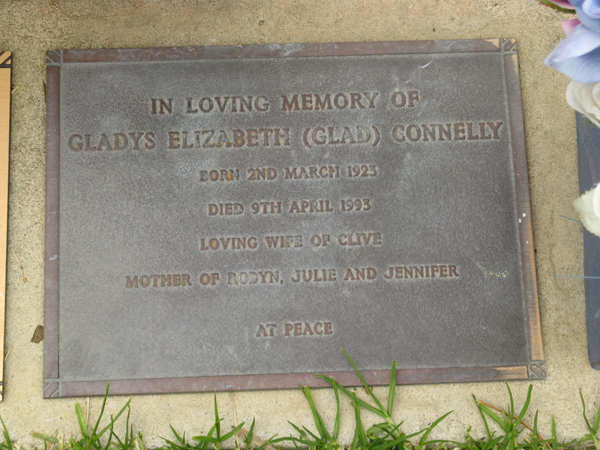 IN LOVING MEMORY OF
GLADYS ELIZABETH (GLAD) CONNELLY
BORN 2ND MARCH 1923
DIED 9TH APRIL 1993
LOVING WIFE OF CLIVE
MOTHER OF ROBYN, JULIE AND JENNIFER
AT PEACE